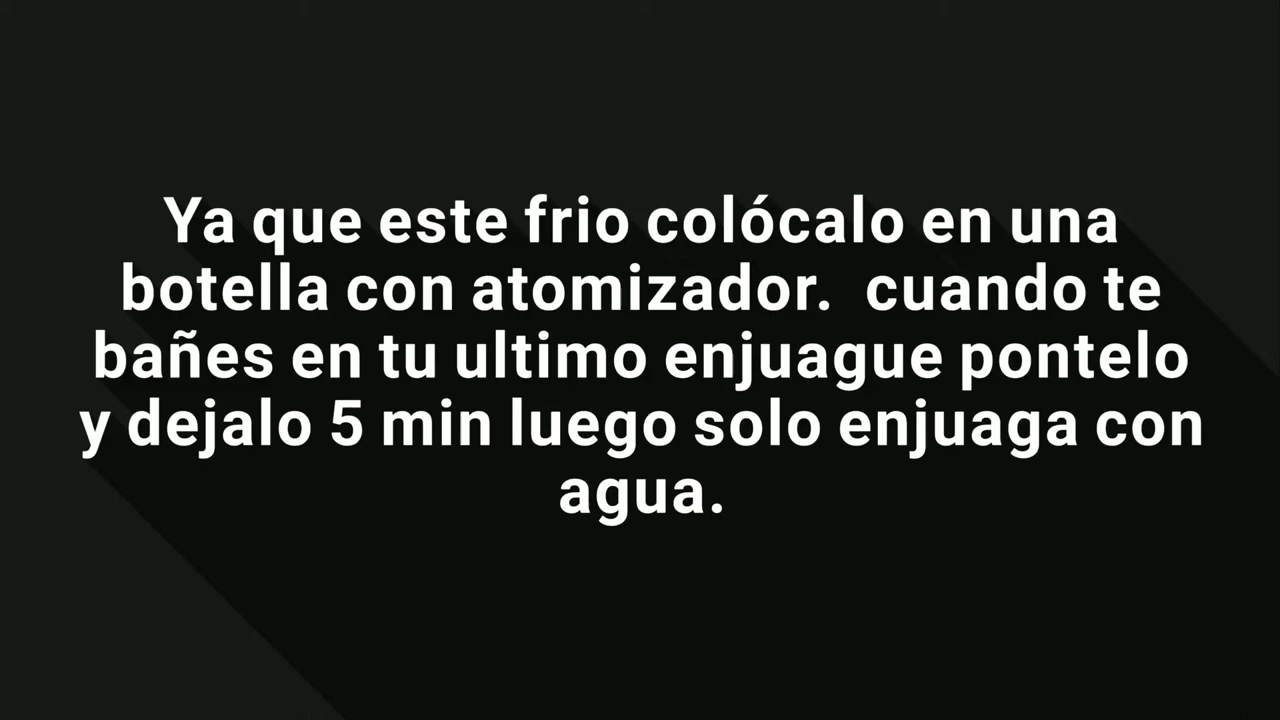 Ya que este frio colócalo en una
botella con atomizador.  cuando te
bañes en tu ultimo enjuague pontelo
y dejalo 5 min luego solo enjuaga con
agua.